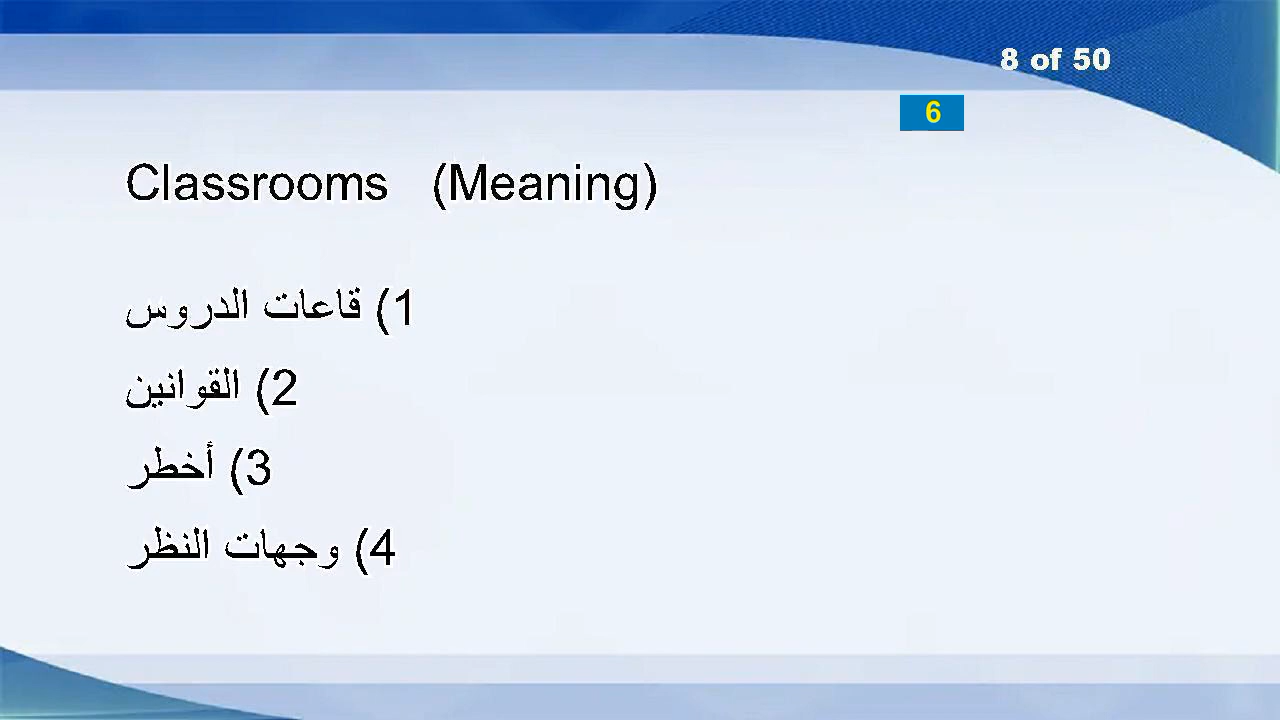 8 of 50
6
Classrooms (Meaning)
1) قاعات الدروس
2) القوانين
3) أخطر
4) وجهات النظر